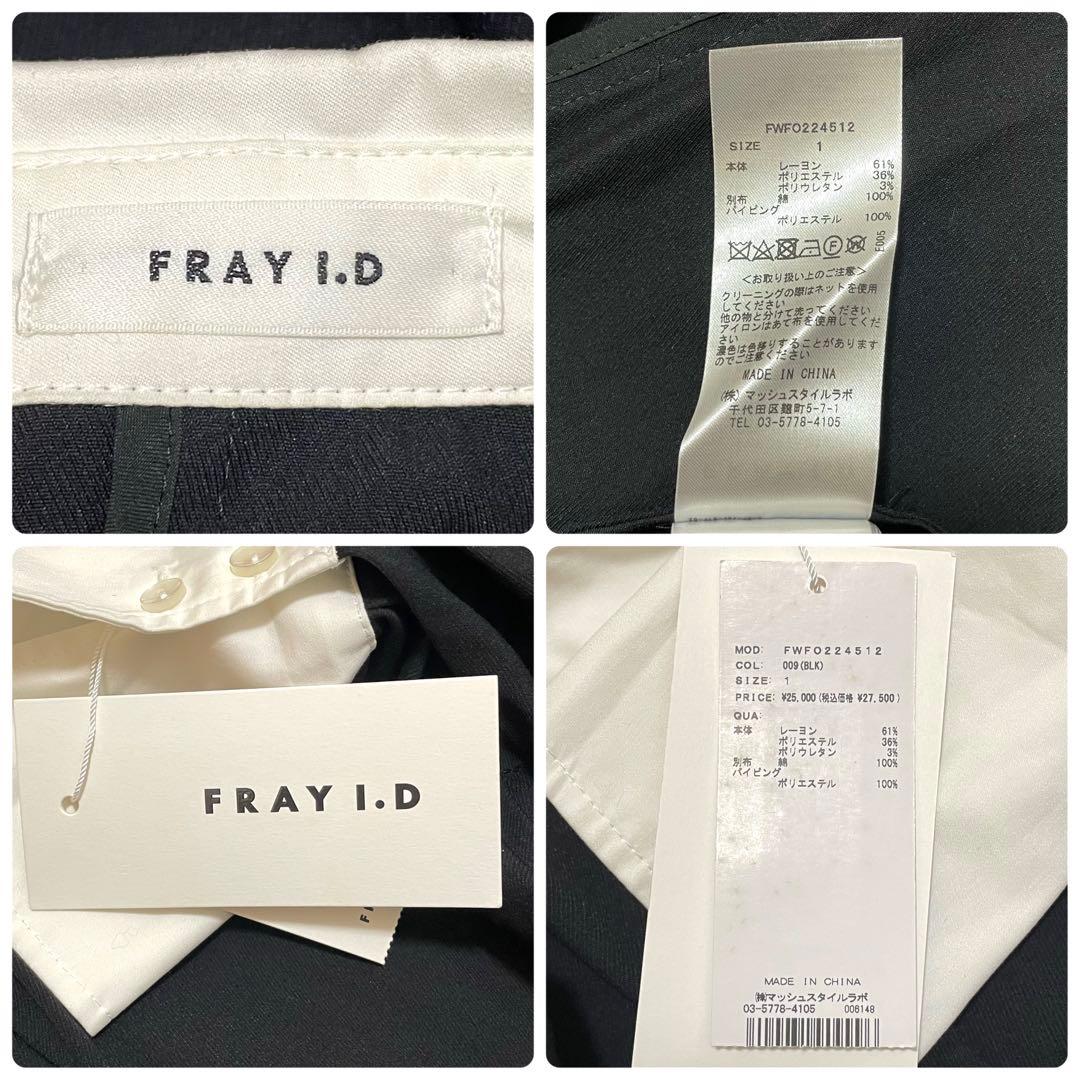 FRAY I.D
FWFO224512
SIZE 1
本体 レーヨン 61%
ポリエステル 36%
ポリウレタン 3%
別布 綿 100%
パイピング
ポリエステル 100%
E005
<お取り扱い上のご注意>
クリーニングの際はネットを使用
してください
他の物と分けて洗ってください
アイロンはあて布を使用してくだ
さい
濃色は色移りすることがあります
のでご注意ください
MADE IN CHINA
(株)マッシュスタイルラボ
千代田区麹町5-7-1
TEL 03-5778-4105
FRAY I.D
MOD: FWFO224512
COL: 009(BLK)
SIZE: 1
PRICE: ¥25,000(税込価格 ¥27,500)
QUA:
本体 レーヨン 61%
ポリエステル 36%
ポリウレタン 3%
別布 綿 100%
パイピング
ポリエステル 100%
MADE IN CHINA
㈱マッシュスタイルラボ
03-5778-4105 006148